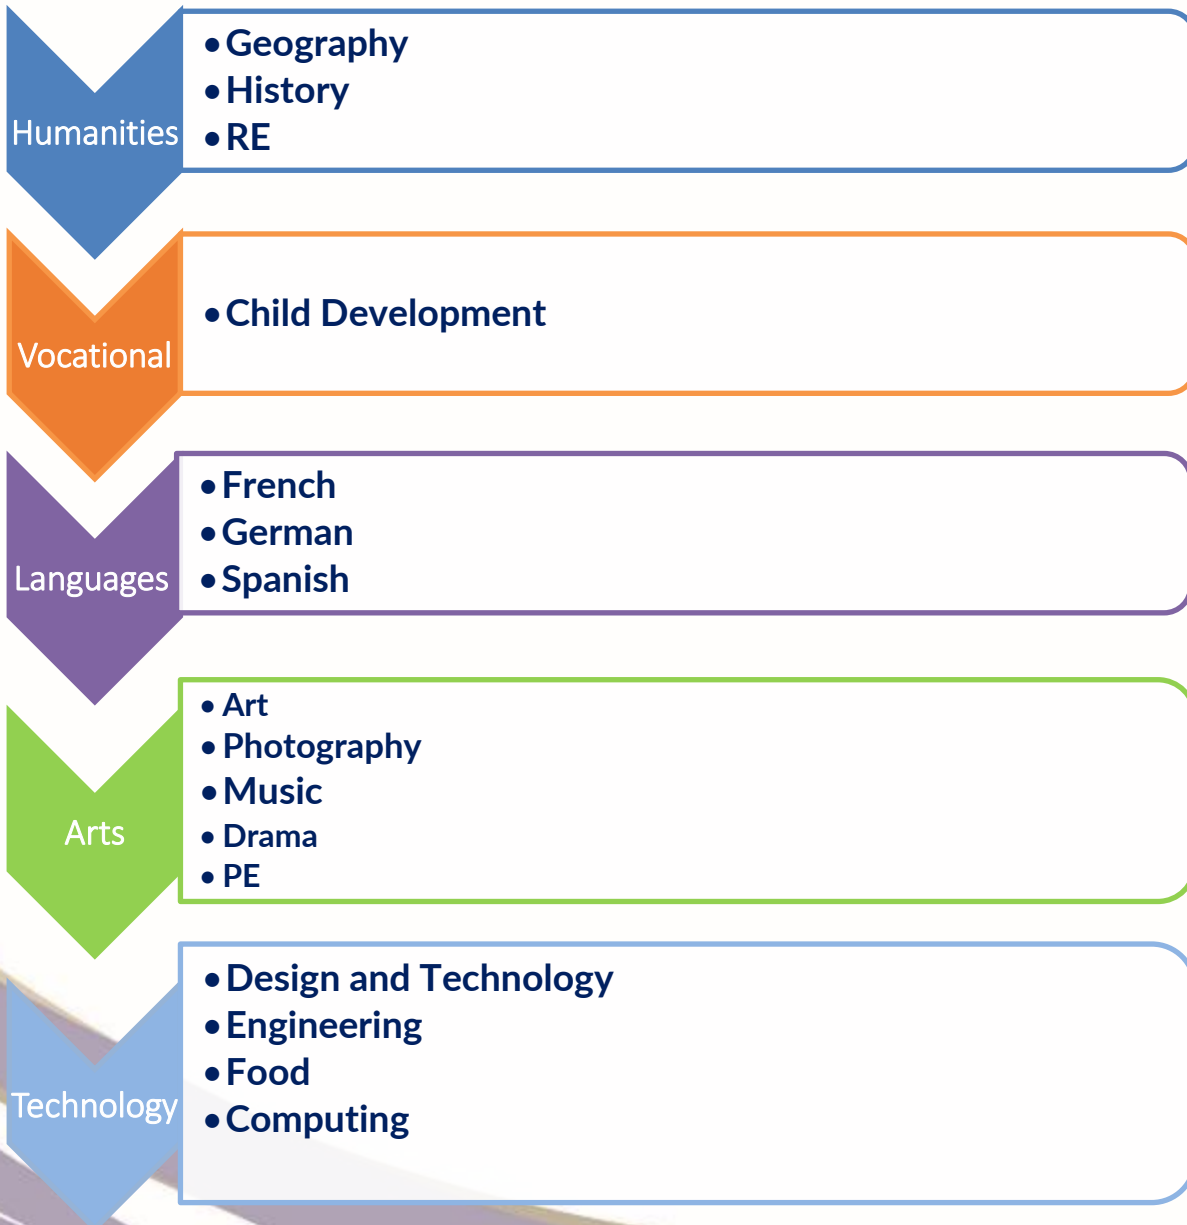 Humanities
• Geography
• History
• RE
Vocational
• Child Development
Languages
• French
• German
• Spanish
Arts
• Art
• Photography
• Music
• Drama
• PE
Technology
• Design and Technology
• Engineering
• Food
• Computing